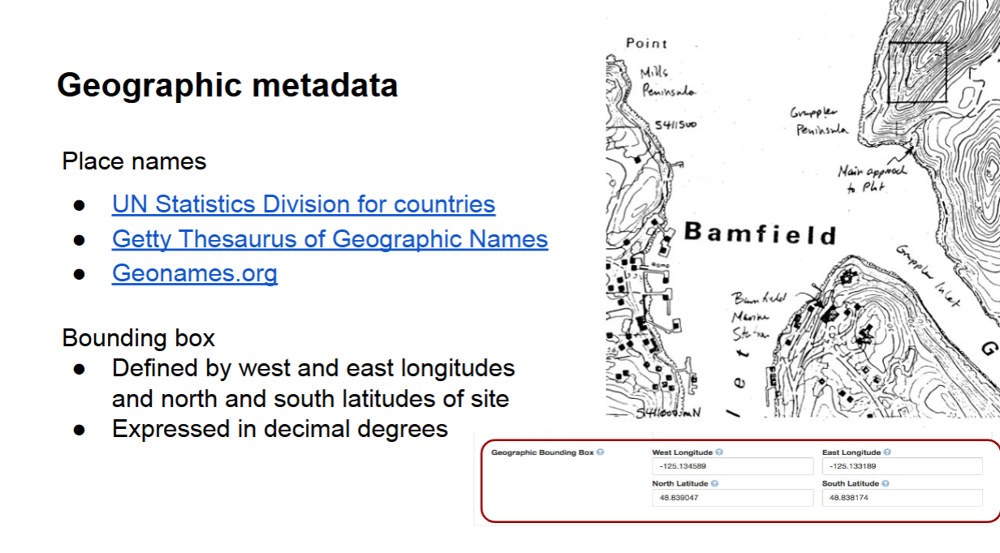 Geographic metadata
Place names
● UN Statistics Division for countries
● Getty Thesaurus of Geographic Names
● Geonames.org
Bounding box
● Defined by west and east longitudes
and north and south latitudes of site
● Expressed in decimal degrees
Point
Mills
Peninsula
5411500
Grappler
Peninsula
Main approach
to Plot
Bamfield
Ramp
Grappler Inlet
Bamfield
Marine
Station
let
G
5411000mN
Geographic Bounding Box
West Longitude
-125.134589
East Longitude
-125.133189
North Latitude
48.839047
South Latitude
48.838174